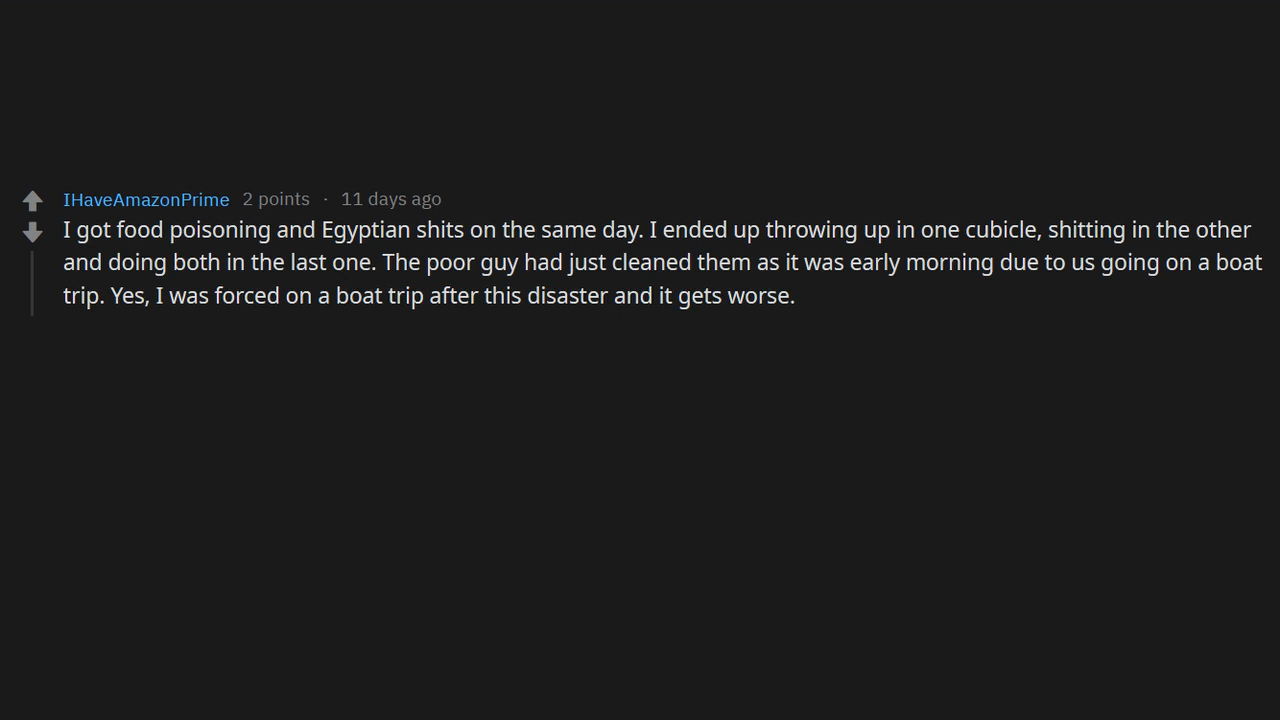 IHaveAmazonPrime 2 points · 11 days ago
I got food poisoning and Egyptian shits on the same day. I ended up throwing up in one cubicle, shitting in the other
and doing both in the last one. The poor guy had just cleaned them as it was early morning due to us going on a boat
trip. Yes, I was forced on a boat trip after this disaster and it gets worse.